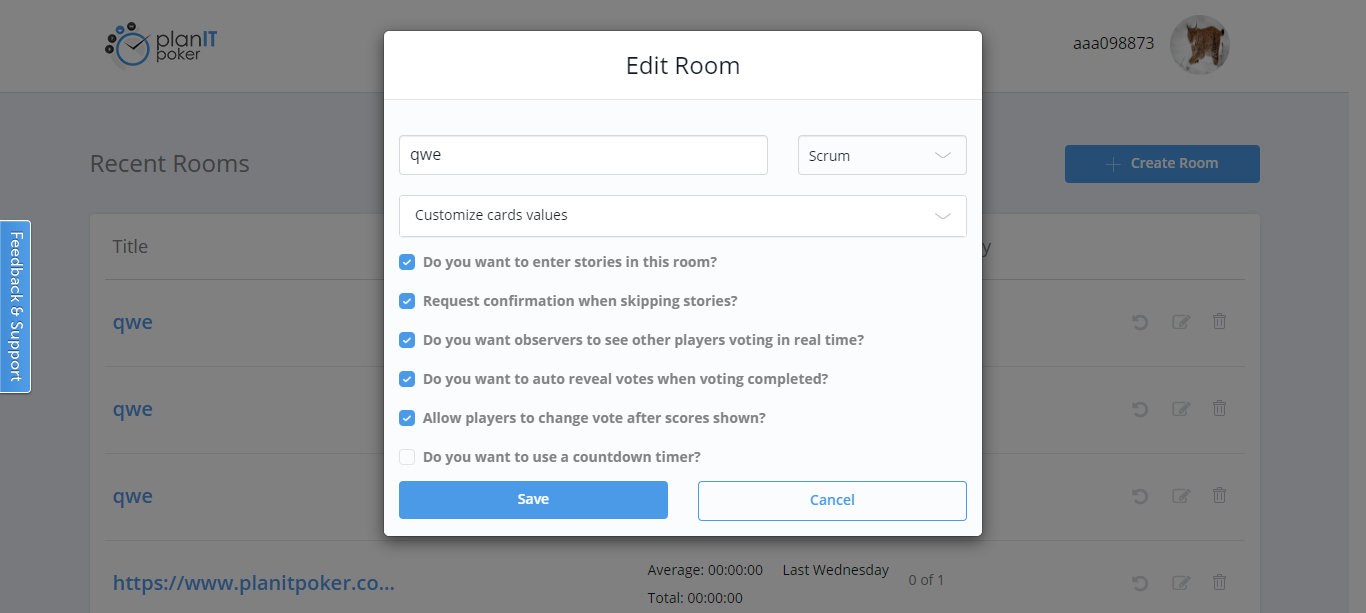 planIT
poker
aaa098873
Edit Room
qwe
Scrum
Recent Rooms
Create Room
Customize cards values
Title
y
Do you want to enter stories in this room?
Request confirmation when skipping stories?
qwe
Do you want observers to see other players voting in real time?
Feedback & Support
Do you want to auto reveal votes when voting completed?
qwe
Allow players to change vote after scores shown?
Do you want to use a countdown timer?
qwe
Save
Cancel
https://www.planitpoker.co...
Average: 00:00:00
Last Wednesday
0 of 1
Total: 00:00:00